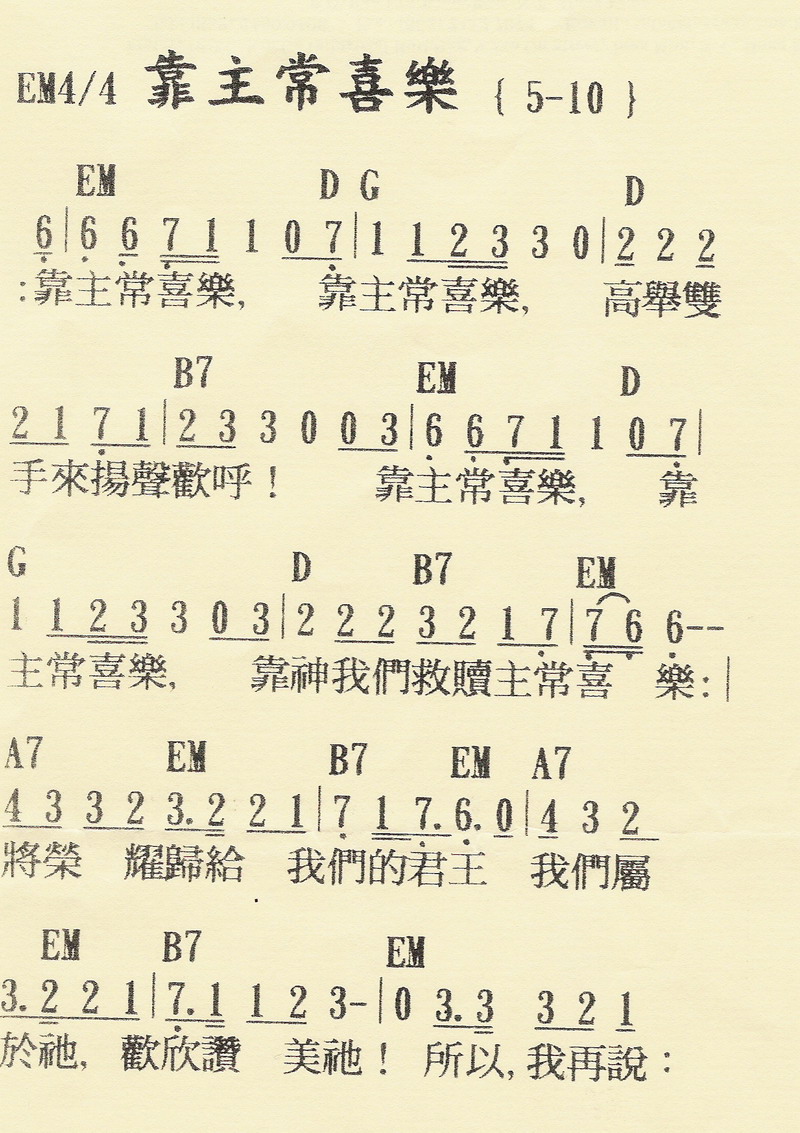 EM4/4 靠主常喜樂 { 5-10 }
EM D G D
6|6 6 7 1 1 0 7|1 1 2 3 3 0|2 2 2
:靠主常喜樂, 靠主常喜樂, 高舉雙
B7 EM D
2 1 7 1|2 3 3 0 0 3|6 6 7 1 1 0 7|
手來揚聲歡呼! 靠主常喜樂, 靠
G D B7 EM
1 1 2 3 3 0 3|2 2 2 3 2 1 7|7 6 6--
主常喜樂, 靠神我們救贖主常喜 樂:|
A7 EM B7 EM A7
4 3 3 2 3. 2 2 1|7 1 7. 6. 0|4 3 2
將榮 耀歸給 我們的君王 我們屬
EM B7 EM
3. 2 2 1|7. 1 1 2 3-|0 3. 3 3 2 1
於祂, 歡欣讚 美祂! 所以, 我再說: